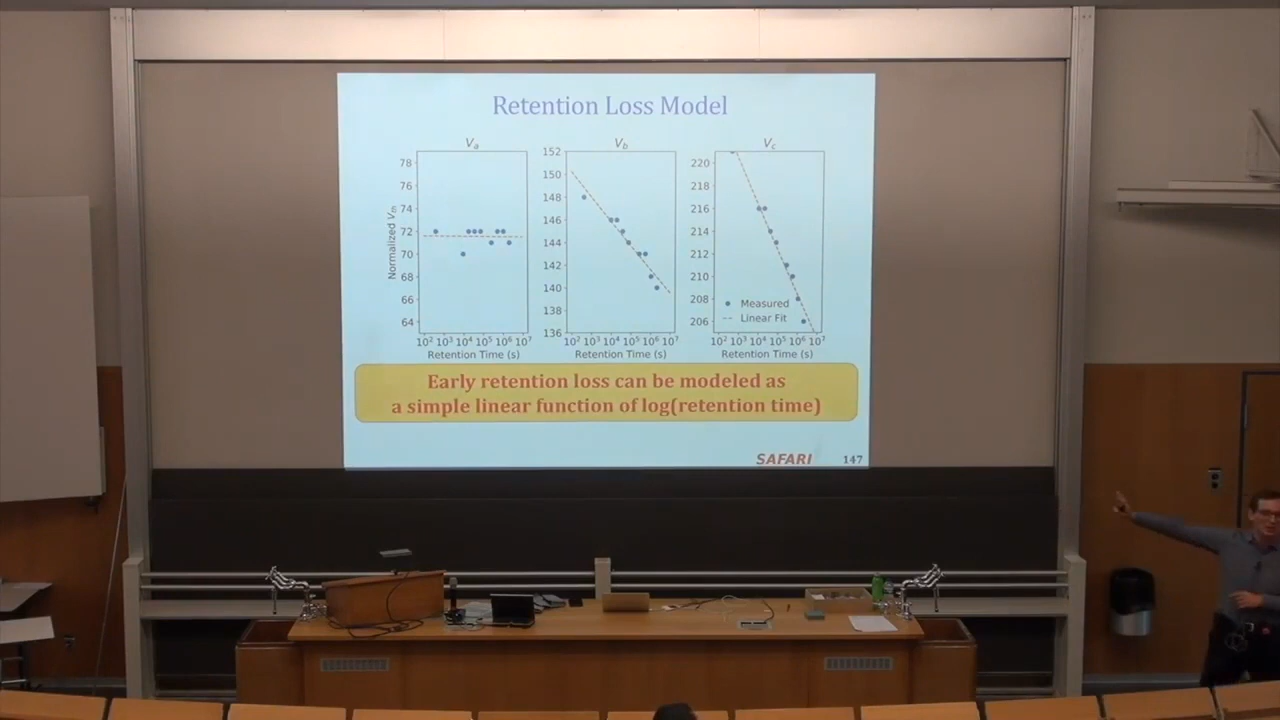 Retention Loss Model
Va
Vb
Vc
Normalized Vth
78
76
74
72
70
68
66
64
10² 10³ 10⁴ 10⁵ 10⁶ 10⁷
Retention Time (s)
152
150
148
146
144
142
140
138
136
10² 10³ 10⁴ 10⁵ 10⁶ 10⁷
Retention Time (s)
220
218
216
214
212
210
208
206
Measured
Linear Fit
10² 10³ 10⁴ 10⁵ 10⁶ 10⁷
Retention Time (s)
Early retention loss can be modeled as
a simple linear function of log(retention time)
SAFARI 147